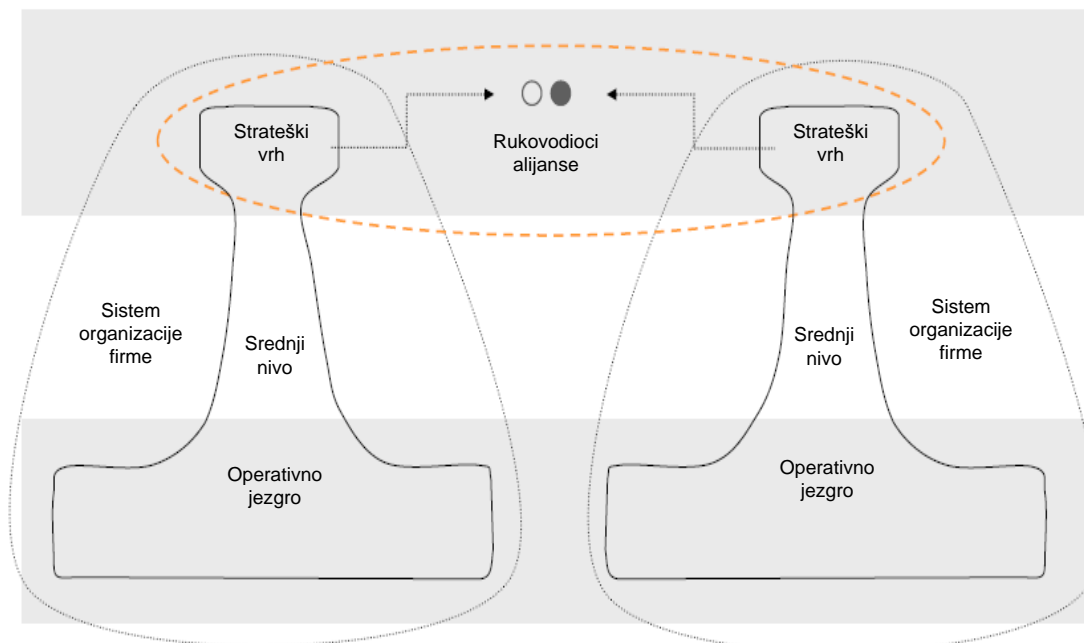 Strateški
vrh
Rukovodioci
alijanse
Strateški
vrh
Sistem
organizacije
firme
Srednji
nivo
Srednji
nivo
Sistem
organizacije
firme
Operativno
jezgro
Operativno
jezgro